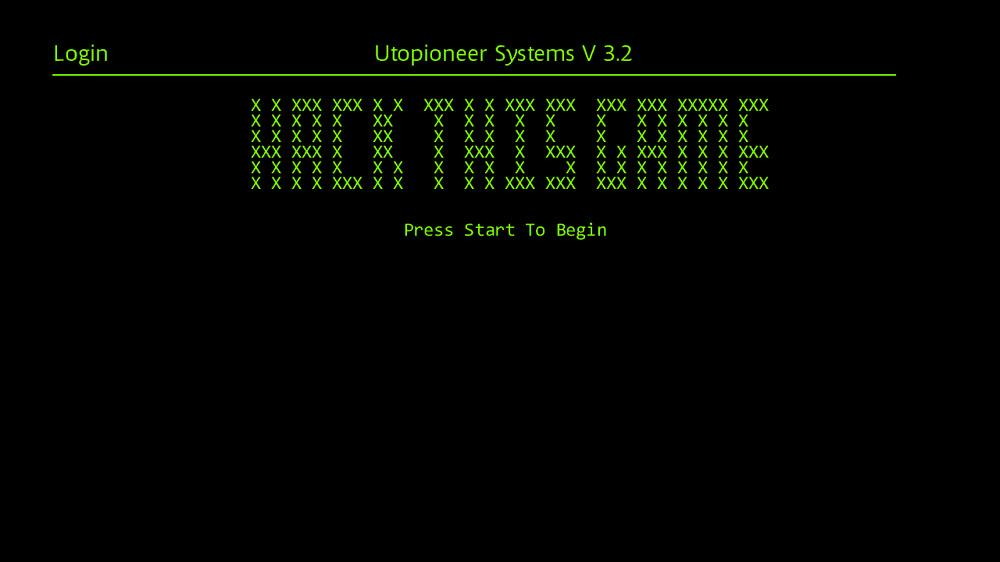 Login
Utopioneer Systems V 3.2
HACK THIS GAME
Press Start To Begin